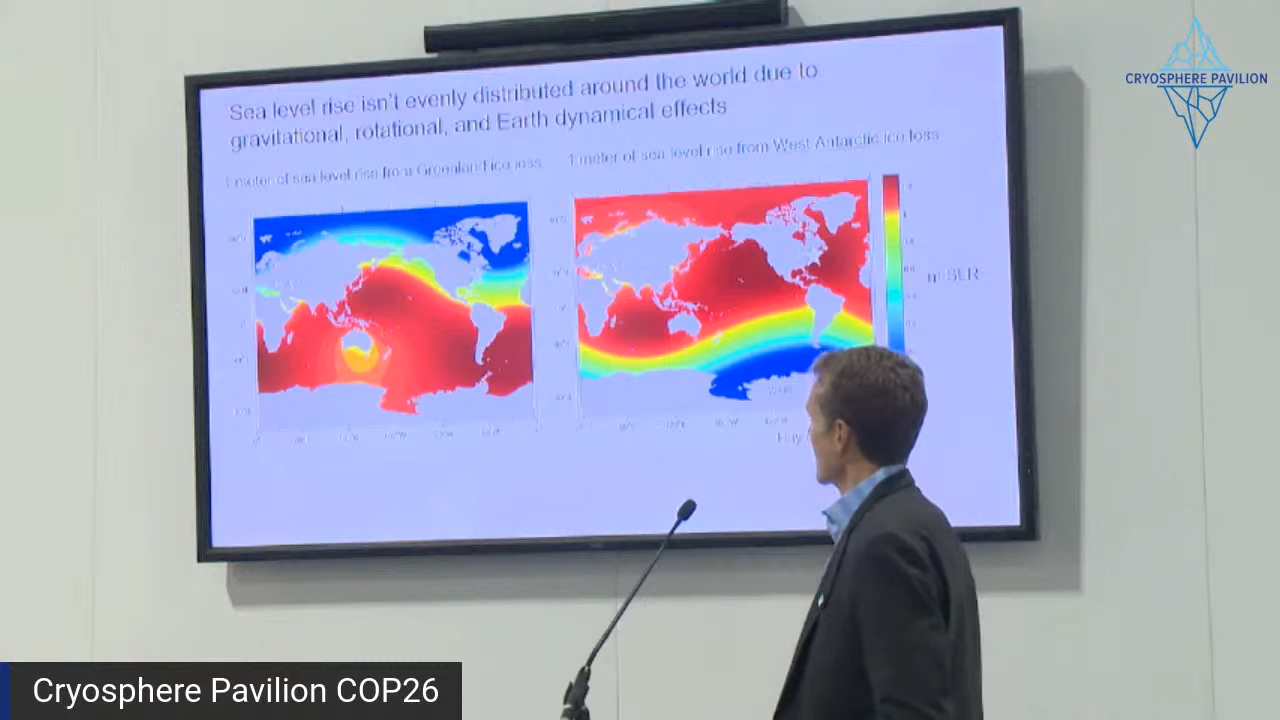 CRYOSPHERE PAVILION
Sea level rise isn't evenly distributed around the world due to
gravitational, rotational, and Earth dynamical effects
1 meter of sea level rise from Greenland ice loss
1 meter of sea level rise from West Antarctic ice loss
m SLR
Cryosphere Pavilion COP26